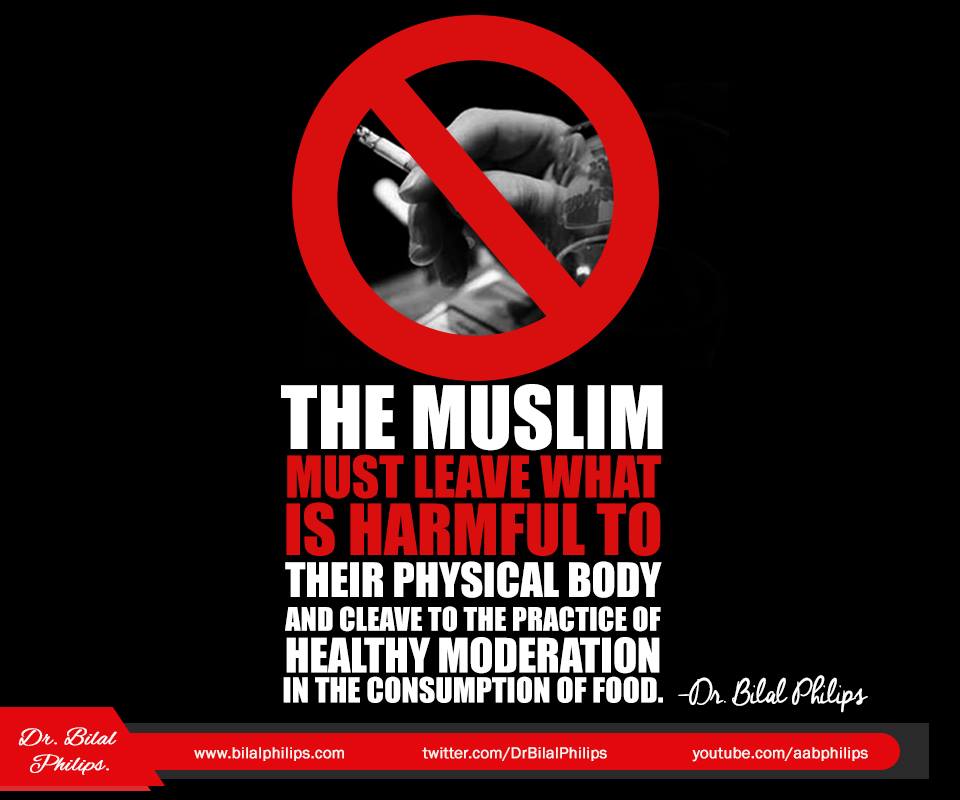 THE MUSLIM
MUST LEAVE WHAT
IS HARMFUL TO
THEIR PHYSICAL BODY
AND CLEAVE TO THE PRACTICE OF
HEALTHY MODERATION
IN THE CONSUMPTION OF FOOD.
-Dr. Bilal Philips
Dr. Bilal
Philips.
www.bilalphilips.com
twitter.com/DrBilalPhilips
youtube.com/aabphilips